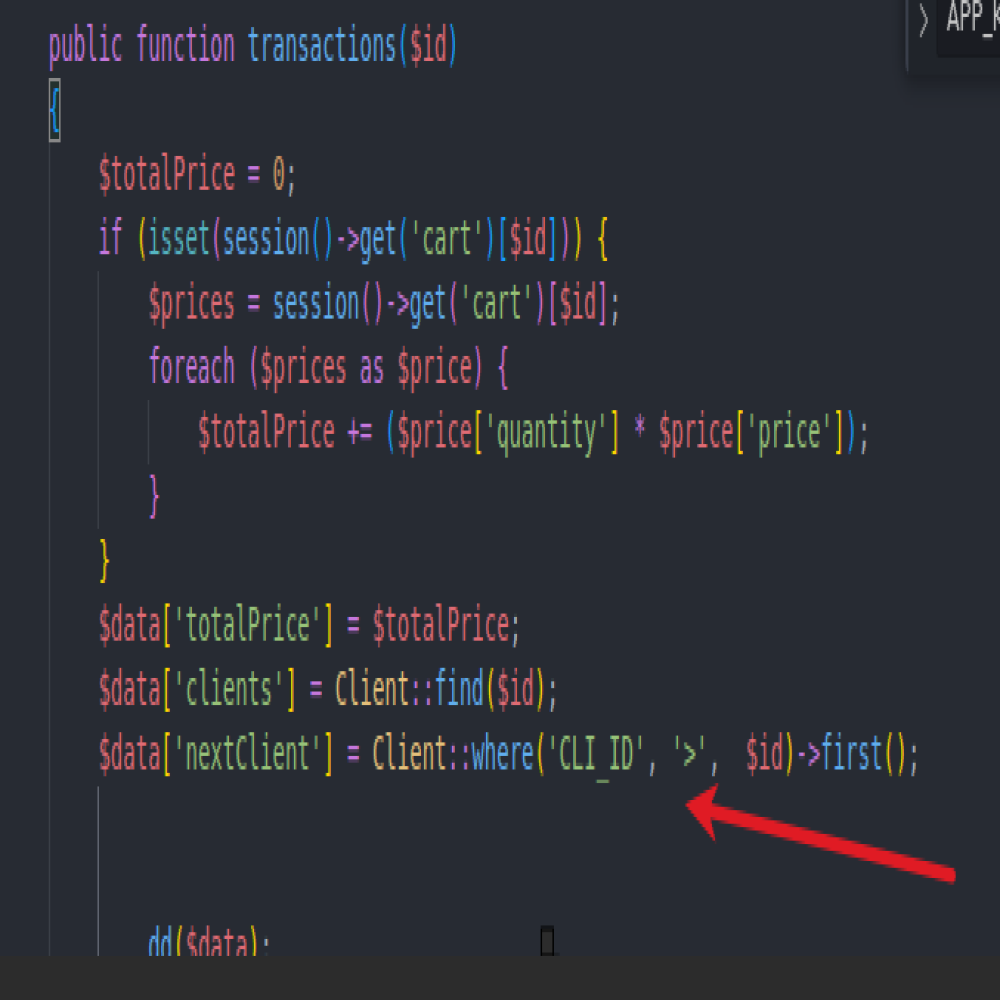 APP_K
public function transactions($id)
{
$totalPrice = 0;
if (isset(session()->get('cart')[$id])) {
$prices = session()->get('cart')[$id];
foreach ($prices as $price) {
$totalPrice += ($price['quantity'] * $price['price']);
}
}
$data['totalPrice'] = $totalPrice;
$data['clients'] = Client::find($id);
$data['nextClient'] = Client::where('CLI_ID', '>',  $id)->first();
dd($data);